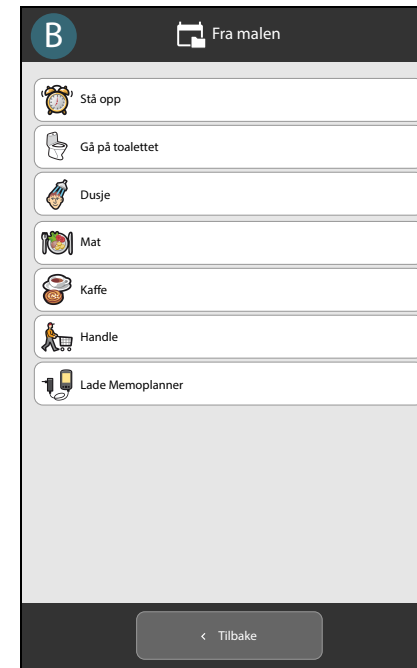 B
Fra malen
Stå opp
Gå på toalettet
Dusje
Mat
Kaffe
Handle
Lade Memoplanner
‹ Tilbake